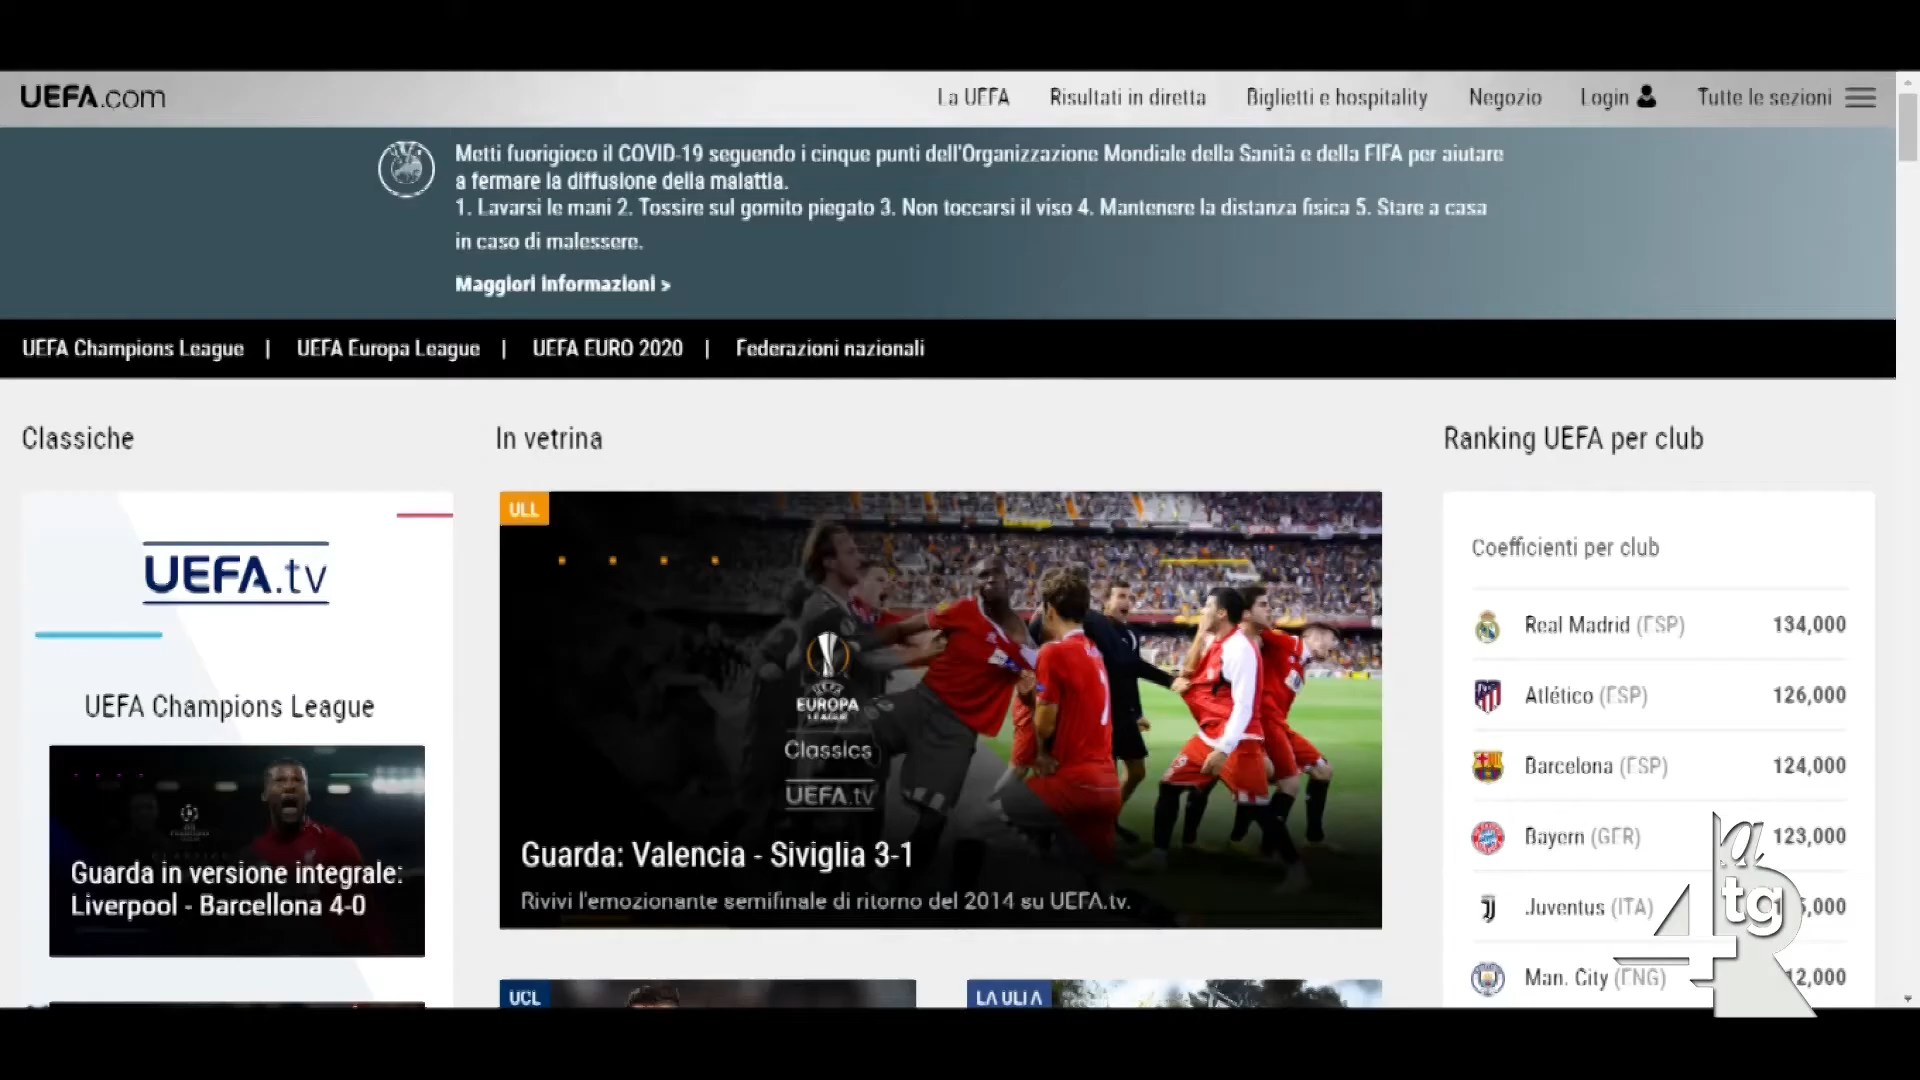 UEFA.com
La UEFA Risultati in diretta Biglietti e hospitality Negozio Login Tutte le sezioni
Metti fuorigioco il COVID-19 seguendo i cinque punti dell'Organizzazione Mondiale della Sanità e della FIFA per aiutare
a fermare la diffusione della malattia.
1. Lavarsi le mani 2. Tossire sul gomito piegato 3. Non toccarsi il viso 4. Mantenere la distanza fisica 5. Stare a casa
in caso di malessere.
Maggiori informazioni >
UEFA Champions League | UEFA Europa League | UEFA EURO 2020 | Federazioni nazionali
Classiche
UEFA.tv
UEFA Champions League
Guarda in versione integrale:
Liverpool - Barcellona 4-0
In vetrina
UEL
UEFA
EUROPA
LEAGUE
Classics
UEFA.tv
Guarda: Valencia - Siviglia 3-1
Rivivi l'emozionante semifinale di ritorno del 2014 su UEFA.tv.
UCL
LA UEFA
Ranking UEFA per club
Coefficienti per club
Real Madrid (ESP) 134,000
Atlético (ESP) 126,000
Barcelona (ESP) 124,000
Bayern (GER) 123,000
Juventus (ITA)
Man. City (ENG)
la
tg
4R